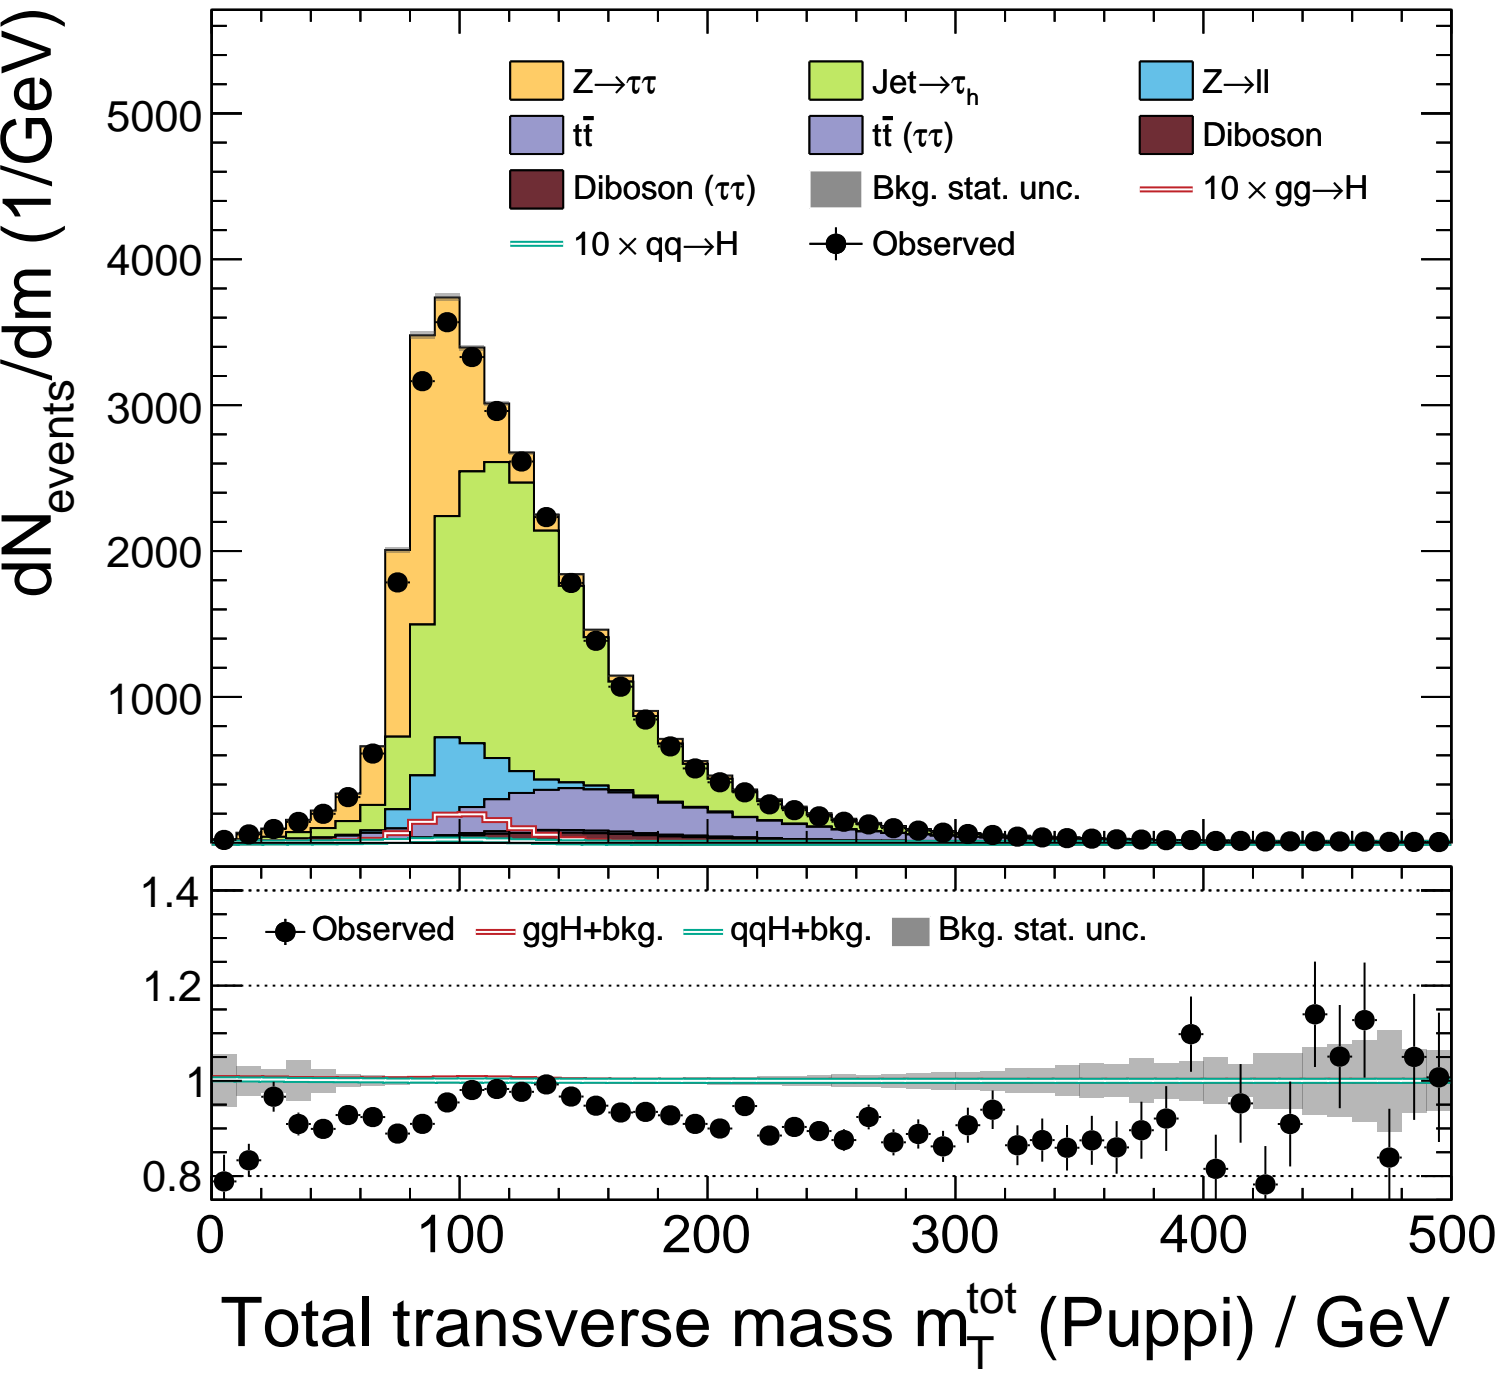 dN_events/dm (1/GeV)
5000
4000
3000
2000
1000
Z→ττ
Jet→τ_h
Z→ll
tt̄
tt̄ (ττ)
Diboson
Diboson (ττ)
Bkg. stat. unc.
10 × gg→H
10 × qq→H
Observed
1.4
1.2
1
0.8
Observed
ggH+bkg.
qqH+bkg.
Bkg. stat. unc.
0 100 200 300 400 500
Total transverse mass m_T^tot (Puppi) / GeV